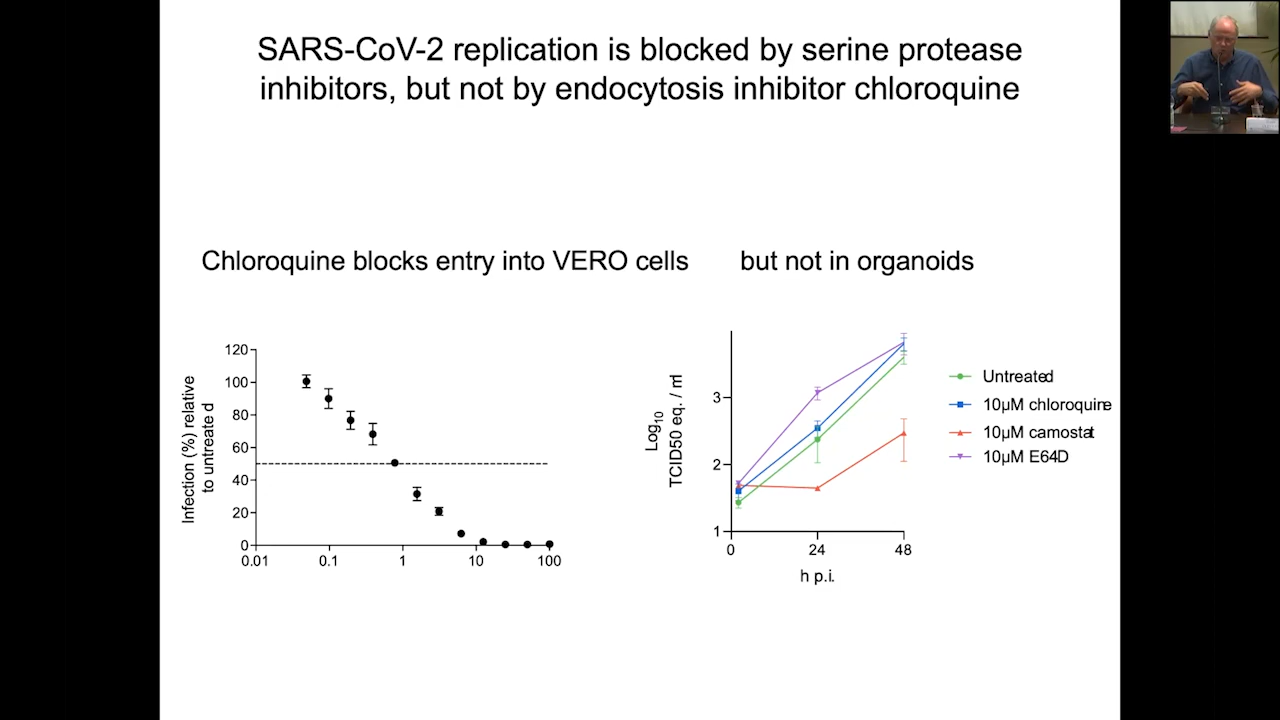 SARS-CoV-2 replication is blocked by serine protease
inhibitors, but not by endocytosis inhibitor chloroquine
Chloroquine blocks entry into VERO cells
but not in organoids
Infection (%) relative
to untreated
120
100
80
60
40
20
0
0.01
0.1
1
10
100
Log10
TCID50 eq. / ml
3
2
1
0
24
48
h p.i.
Untreated
10µM chloroquine
10µM camostat
10µM E64D